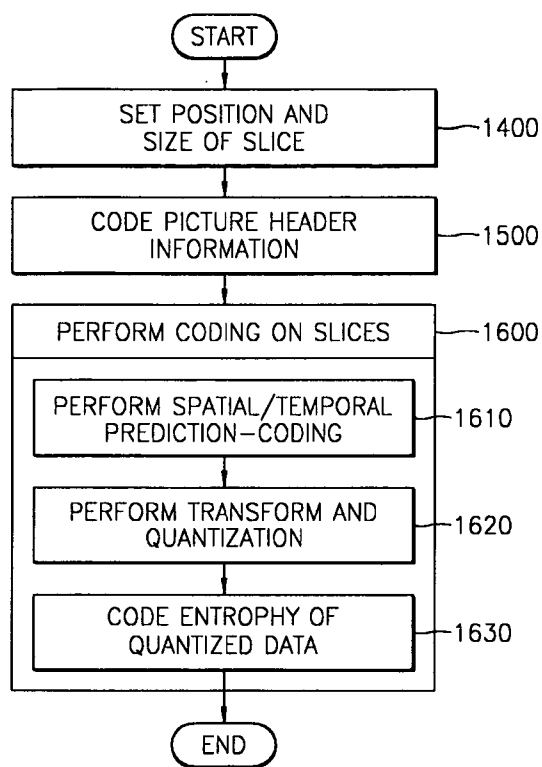 START
SET POSITION AND
SIZE OF SLICE
1400
CODE PICTURE HEADER
INFORMATION
1500
PERFORM CODING ON SLICES
1600
PERFORM SPATIAL/TEMPORAL
PREDICTION-CODING
1610
PERFORM TRANSFORM AND
QUANTIZATION
1620
CODE ENTROPHY OF
QUANTIZED DATA
1630
END